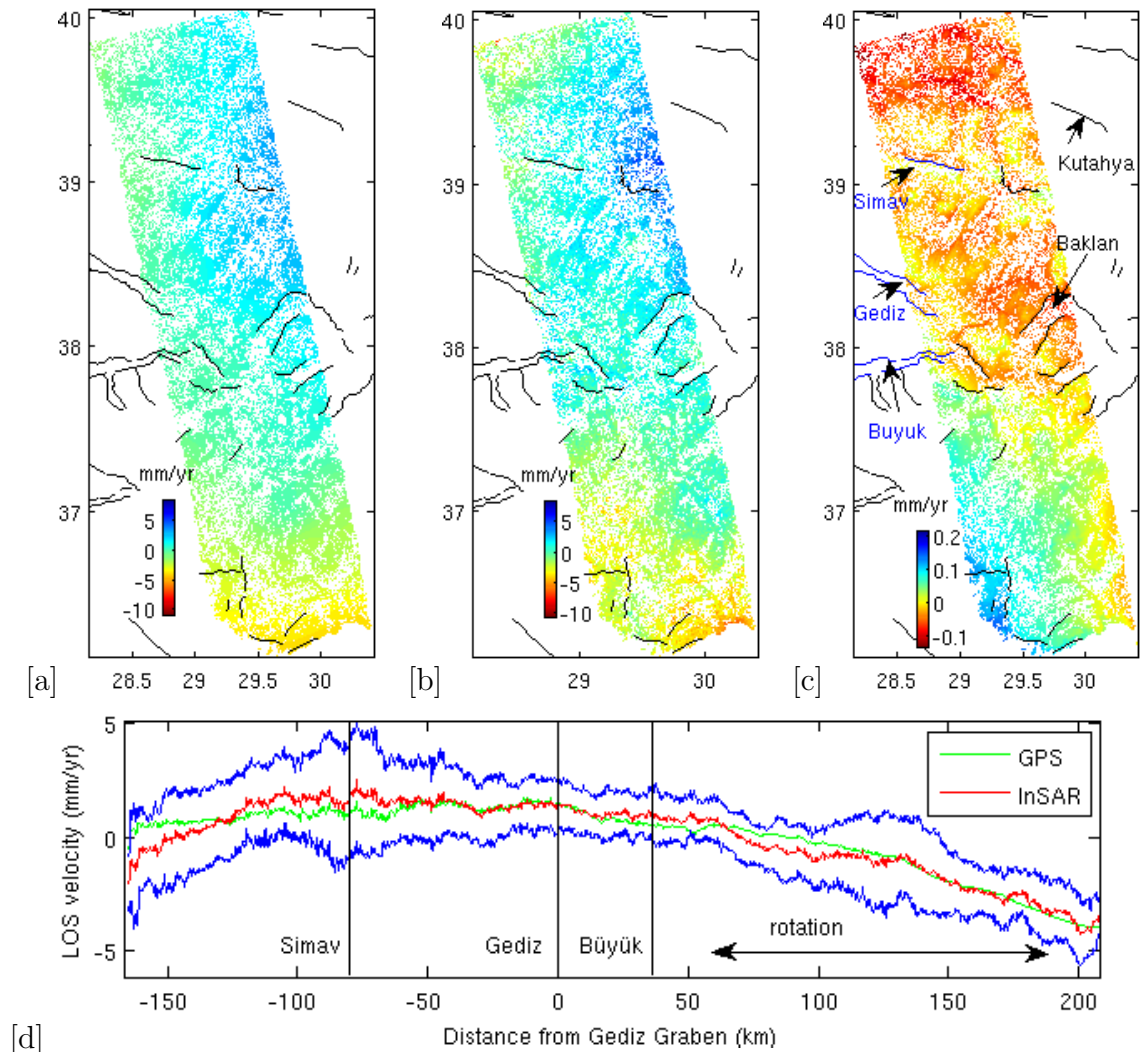 40
39
38
37
mm/yr
5
0
-5
-10
28.5 29 29.5 30
[a]
40
39
38
37
mm/yr
5
0
-5
-10
29 30
[b]
40
39
38
37
Kutahya
Simav
Baklan
Gediz
Buyuk
mm/yr
0.2
0.1
0
-0.1
28.5 29 29.5 30
[c]
5
0
-5
LOS velocity (mm/yr)
GPS
InSAR
Simav
Gediz
Büyük
rotation
-150 -100 -50 0 50 100 150 200
Distance from Gediz Graben (km)
[d]